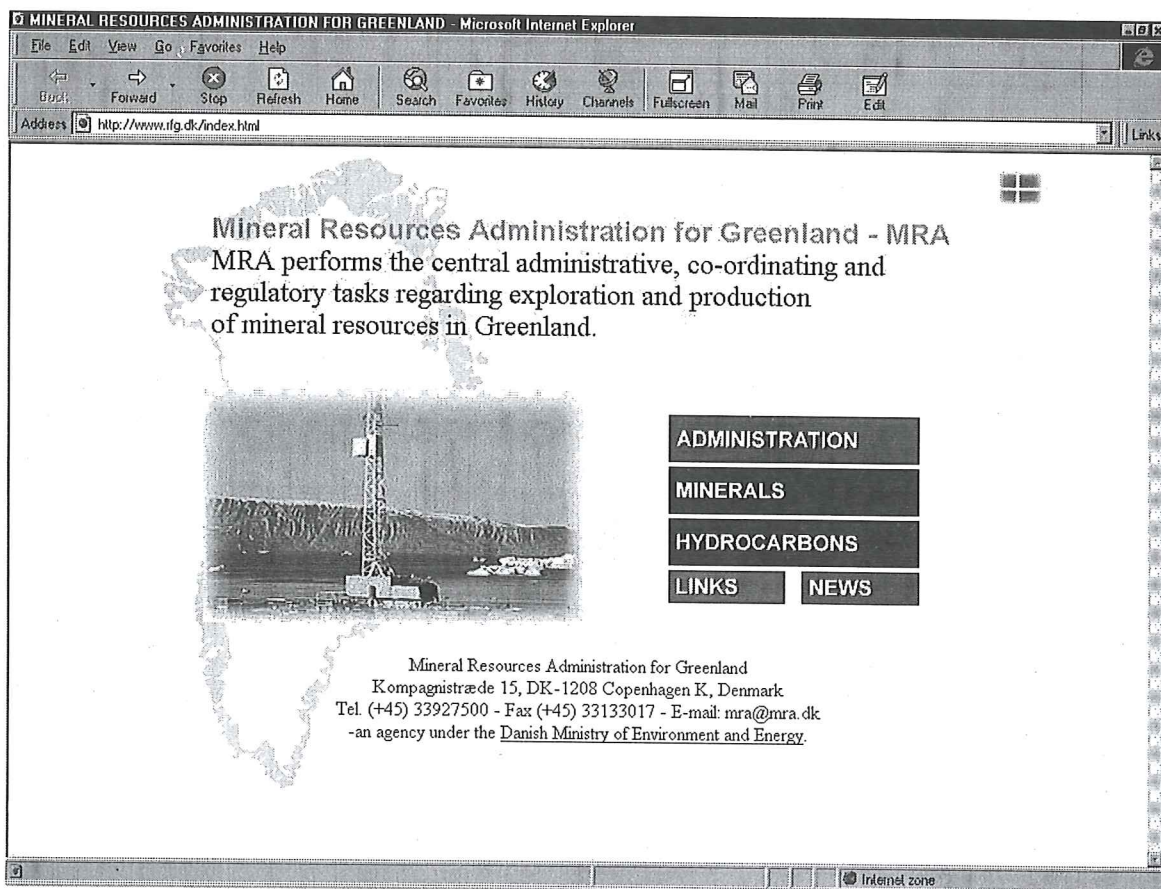 MINERAL RESOURCES ADMINISTRATION FOR GREENLAND - Microsoft Internet Explorer
File Edit View Go Favorites Help
Back Forward Stop Refresh Home Search Favorites History Channels Fullscreen Mail Print Edit
Address http://www.rfg.dk/index.html Links
Mineral Resources Administration for Greenland - MRA
MRA performs the central administrative, co-ordinating and
regulatory tasks regarding exploration and production
of mineral resources in Greenland.
ADMINISTRATION
MINERALS
HYDROCARBONS
LINKS NEWS
Mineral Resources Administration for Greenland
Kompagnistræde 15, DK-1208 Copenhagen K, Denmark
Tel. (+45) 33927500 - Fax (+45) 33133017 - E-mail: mra@mra.dk
-an agency under the Danish Ministry of Environment and Energy.
Internet zone